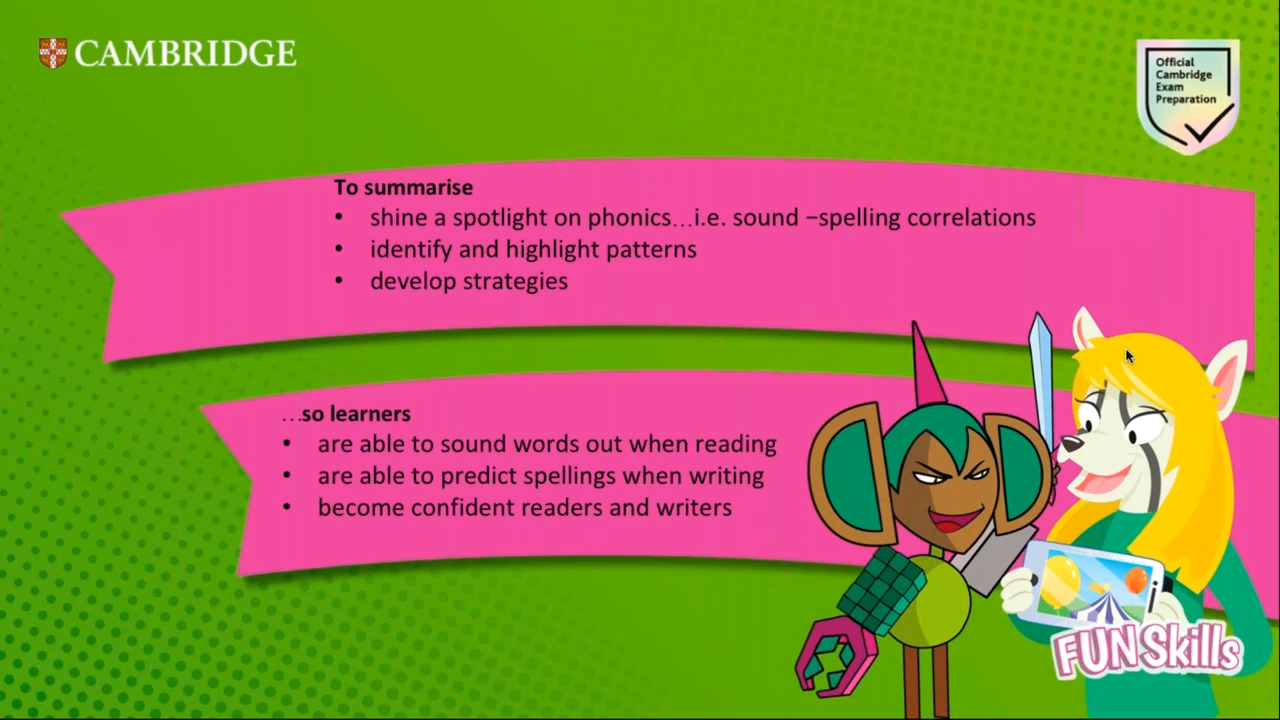 CAMBRIDGE
Official
Cambridge
Exam
Preparation
To summarise
• shine a spotlight on phonics...i.e. sound –spelling correlations
• identify and highlight patterns
• develop strategies
...so learners
• are able to sound words out when reading
• are able to predict spellings when writing
• become confident readers and writers
FUN Skills